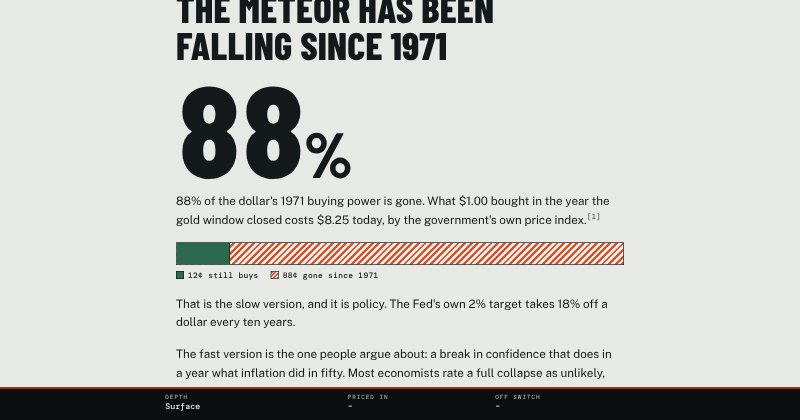 THE METEOR HAS BEEN
FALLING SINCE 1971
88%
88% of the dollar's 1971 buying power is gone. What $1.00 bought in the year the
gold window closed costs $8.25 today, by the government's own price index.[1]
12¢ still buys 88¢ gone since 1971
That is the slow version, and it is policy. The Fed's own 2% target takes 18% off a
dollar every ten years.
The fast version is the one people argue about: a break in confidence that does in
a year what inflation did in fifty. Most economists rate a full collapse as unlikely,
DEPTH PRICED IN OFF SWITCH
Surface – –